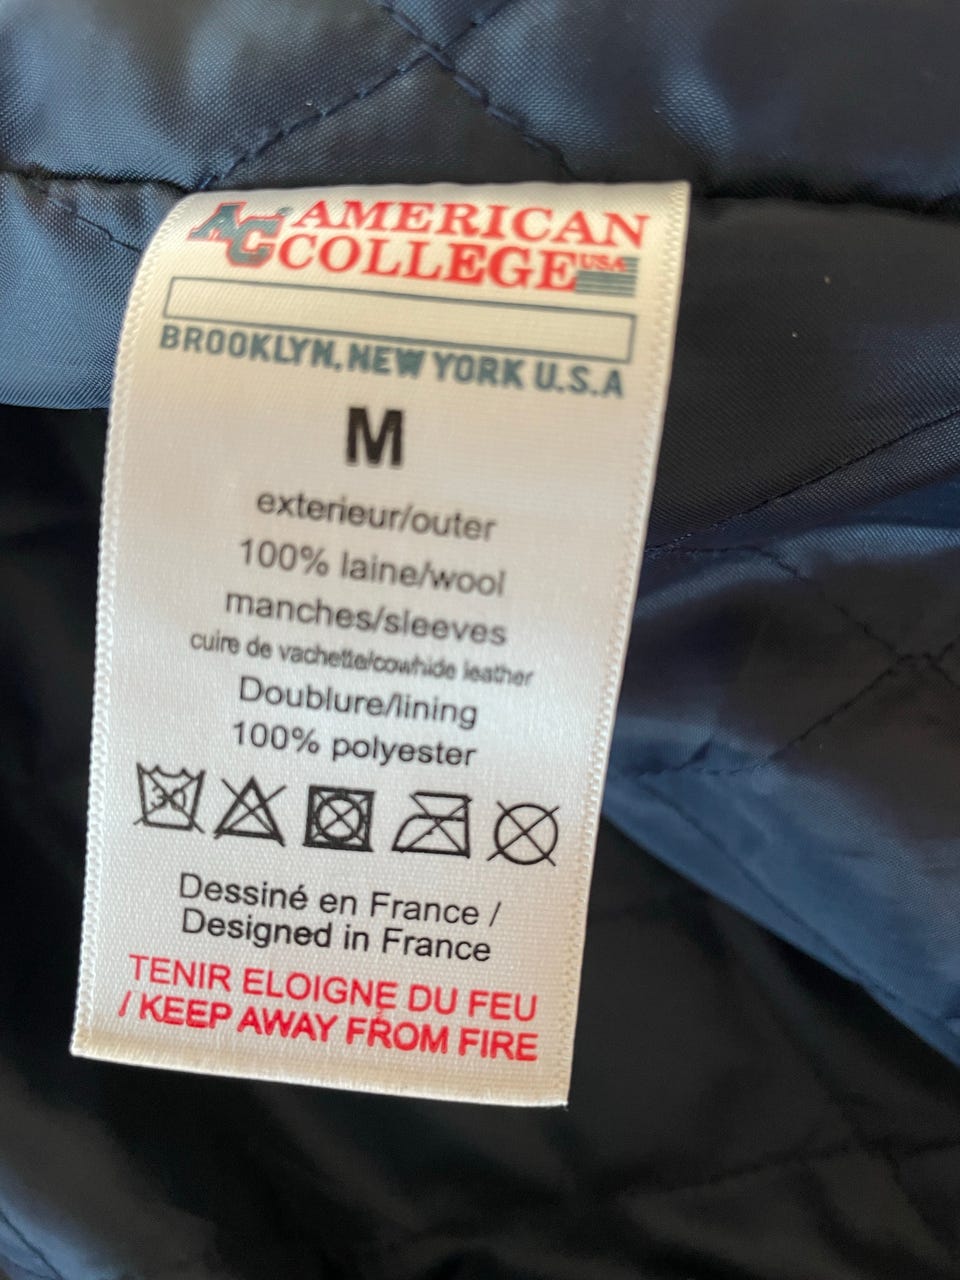 AC AMERICAN
COLLEGE USA
BROOKLYN, NEW YORK U.S.A
M
exterieur/outer
100% laine/wool
manches/sleeves
cuire de vachette/cowhide leather
Doublure/lining
100% polyester
30
Dessiné en France /
Designed in France
TENIR ELOIGNE DU FEU
/ KEEP AWAY FROM FIRE